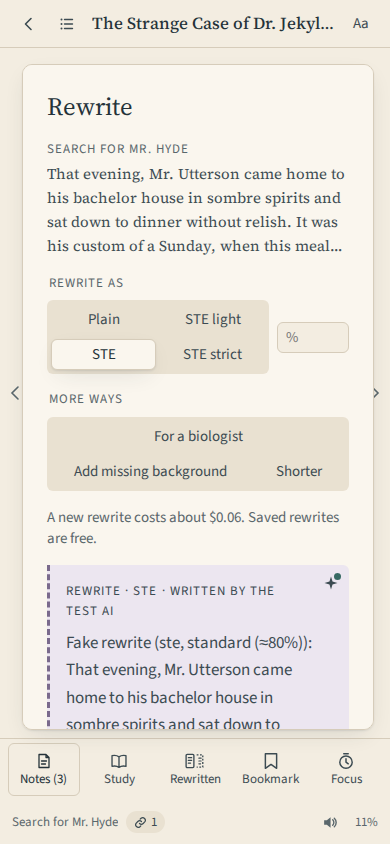 The Strange Case of Dr. Jekyl...
Aa
Rewrite
SEARCH FOR MR. HYDE
That evening, Mr. Utterson came home to
his bachelor house in sombre spirits and
sat down to dinner without relish. It was
his custom of a Sunday, when this meal...
REWRITE AS
Plain
STE light
%
STE
STE strict
MORE WAYS
For a biologist
Add missing background
Shorter
A new rewrite costs about $0.06. Saved rewrites
are free.
REWRITE · STE · WRITTEN BY THE
TEST AI
Fake rewrite (ste, standard (≈80%)):
That evening, Mr. Utterson came
home to his bachelor house in
sombre spirits and sat down to
Notes (3)
Study
Rewritten
Bookmark
Focus
Search for Mr. Hyde
1
11%